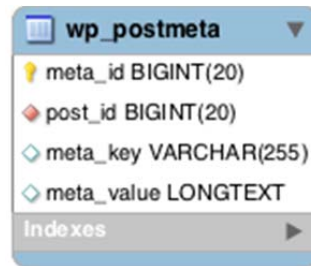 wp_postmeta
meta_id BIGINT(20)
post_id BIGINT(20)
meta_key VARCHAR(255)
meta_value LONGTEXT
Indexes